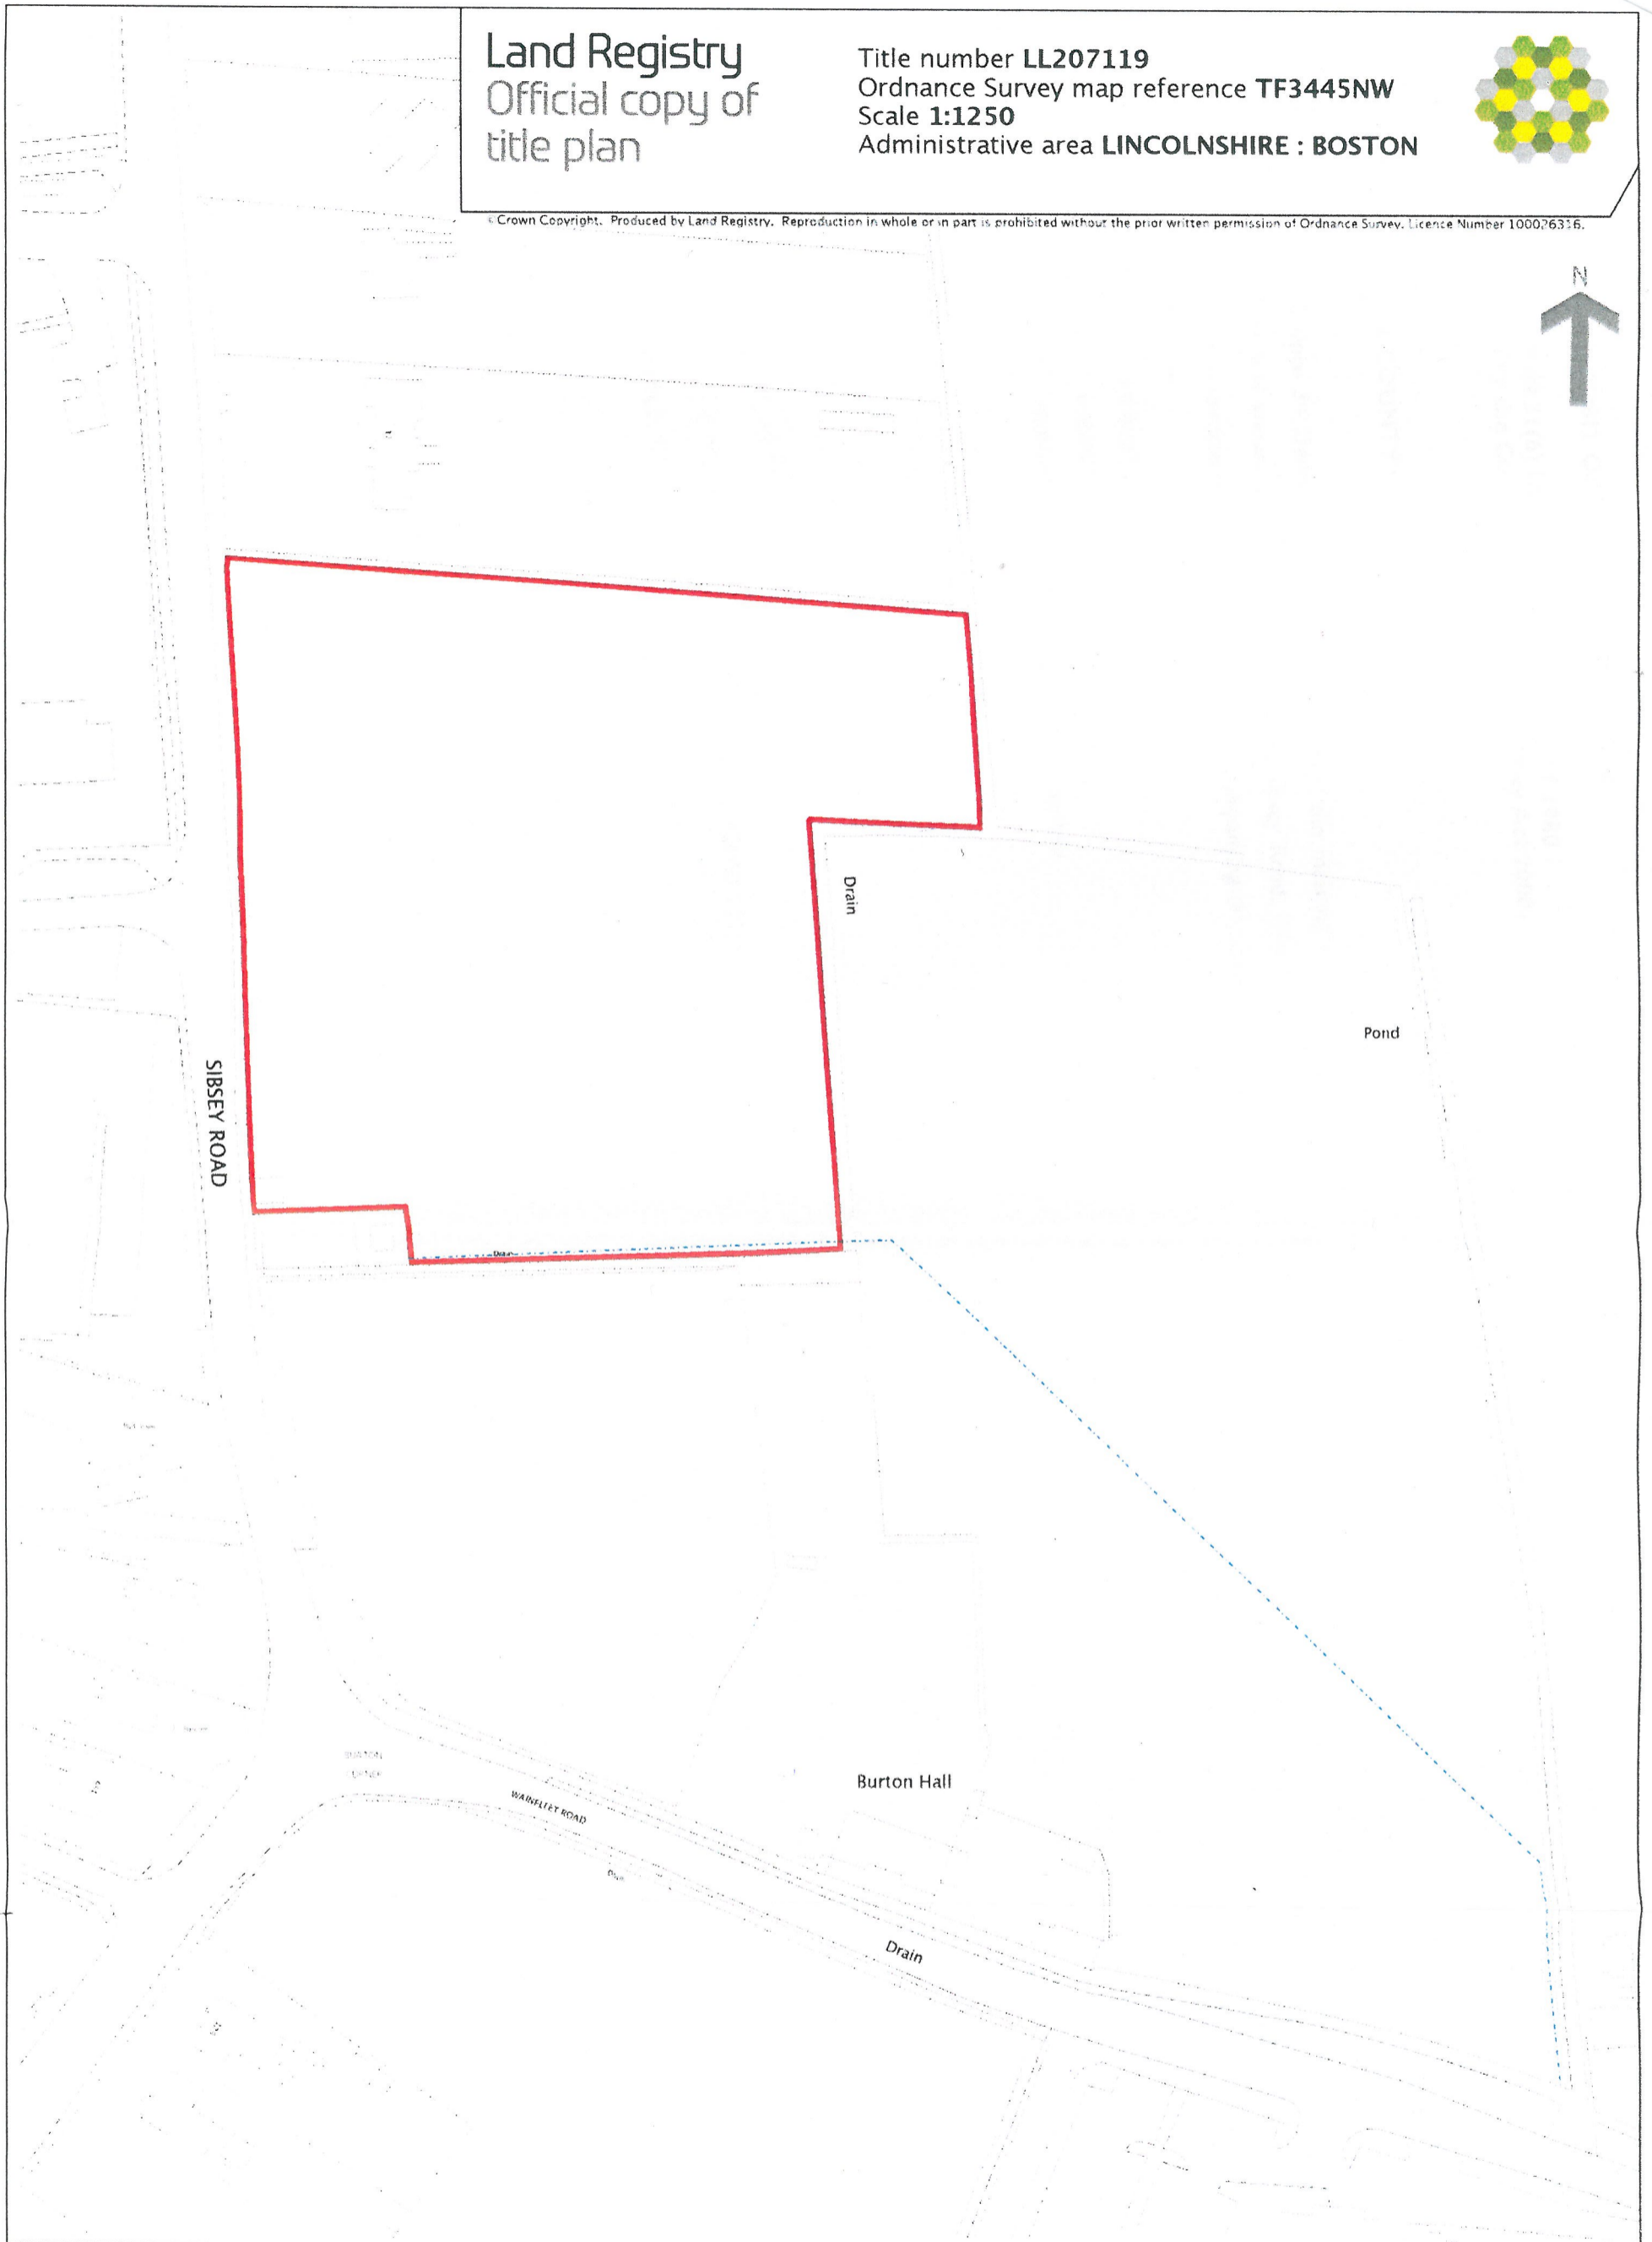 Land Registry
Official copy of
title plan
Title number LL207119
Ordnance Survey map reference TF3445NW
Scale 1:1250
Administrative area LINCOLNSHIRE : BOSTON
© Crown Copyright. Produced by Land Registry. Reproduction in whole or in part is prohibited without the prior written permission of Ordnance Survey. Licence Number 100026316.
N
Drain
Pond
SIBSEY ROAD
Drain
Burton Hall
WAINFLEET ROAD
Drain
Drain